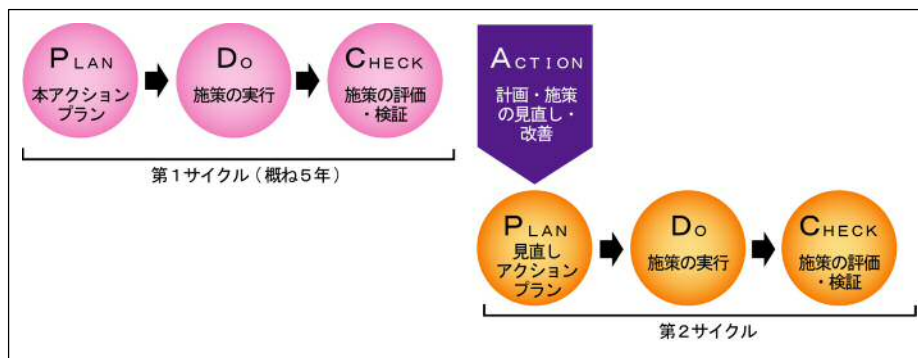 PLAN
本アクション
プラン
DO
施策の実行
CHECK
施策の評価
・検証
第1サイクル(概ね5年)
ACTION
計画・施策
の見直し・
改善
PLAN
見直し
アクション
プラン
DO
施策の実行
CHECK
施策の評価
・検証
第2サイクル